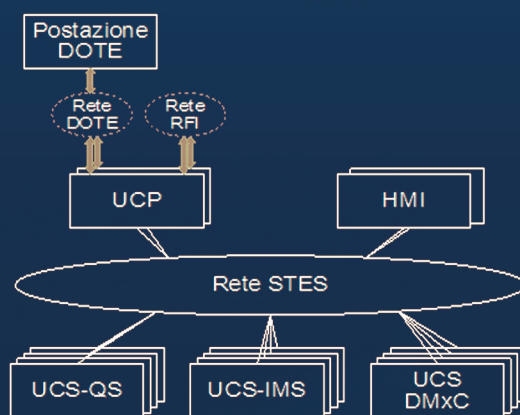 Postazione
DOTE
Rete
DOTE
Rete
RFI
UCP
HMI
Rete STES
UCS-QS
UCS-IMS
UCS
DMxC